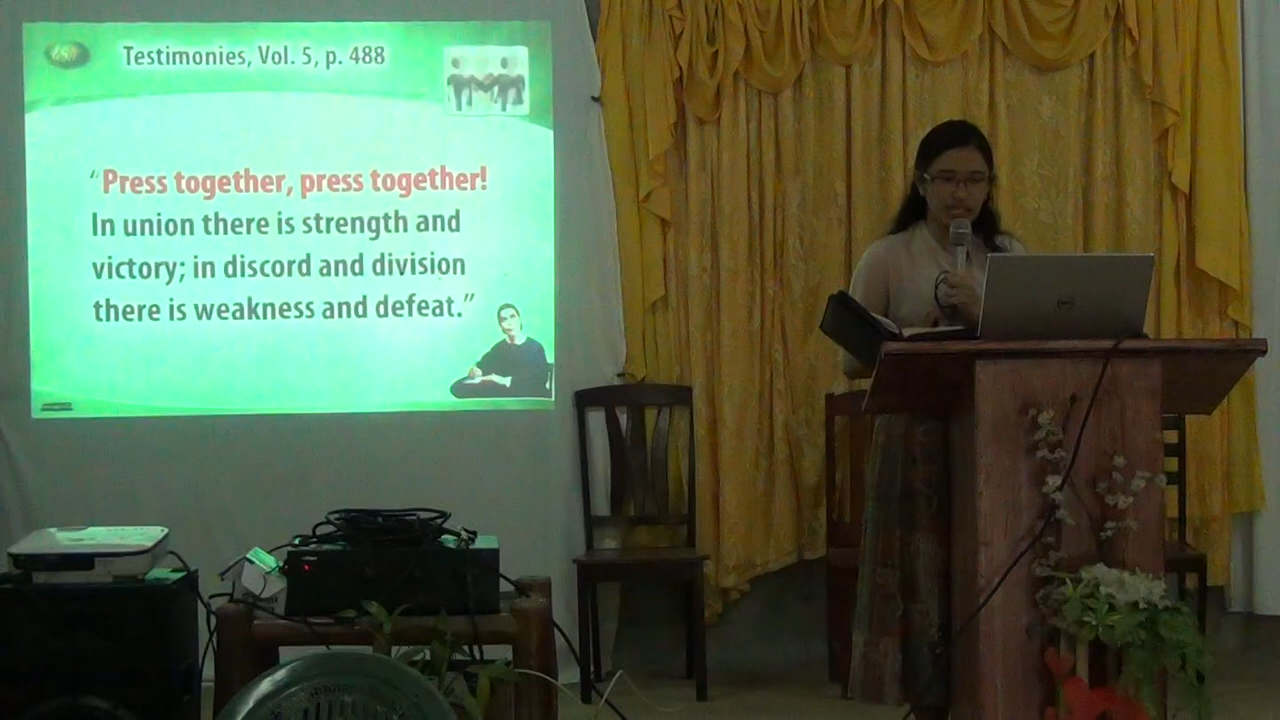 Testimonies, Vol. 5, p. 488
“Press together, press together!
In union there is strength and
victory; in discord and division
there is weakness and defeat.”
DELL